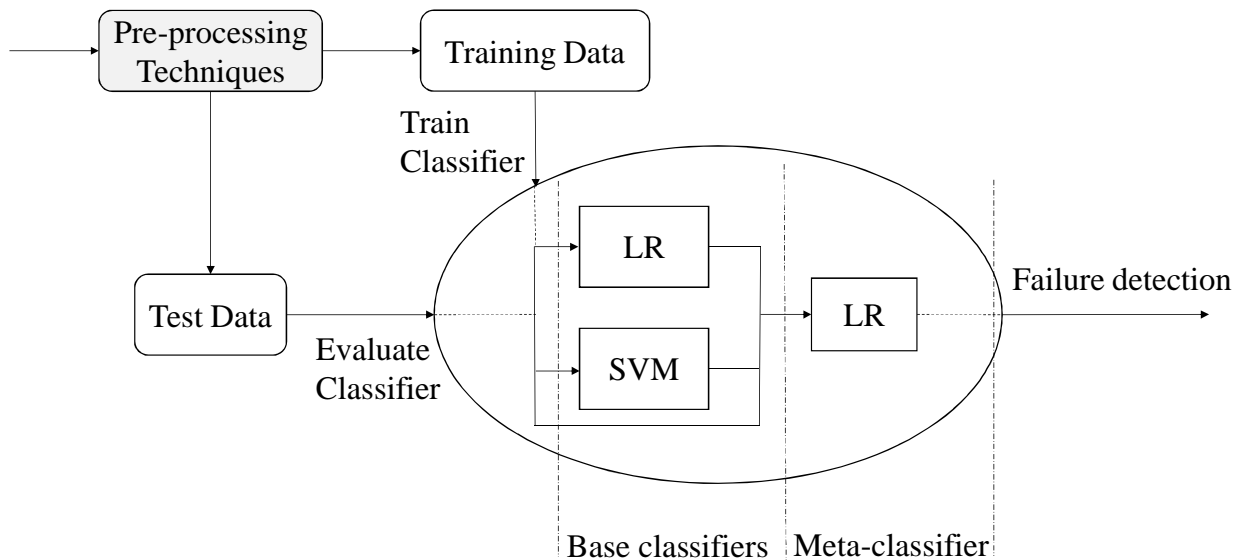 Pre-processing
Techniques
Training Data
Train
Classifier
LR
Test Data
Evaluate
Classifier
SVM
LR
Failure detection
Base classifiers
Meta-classifier